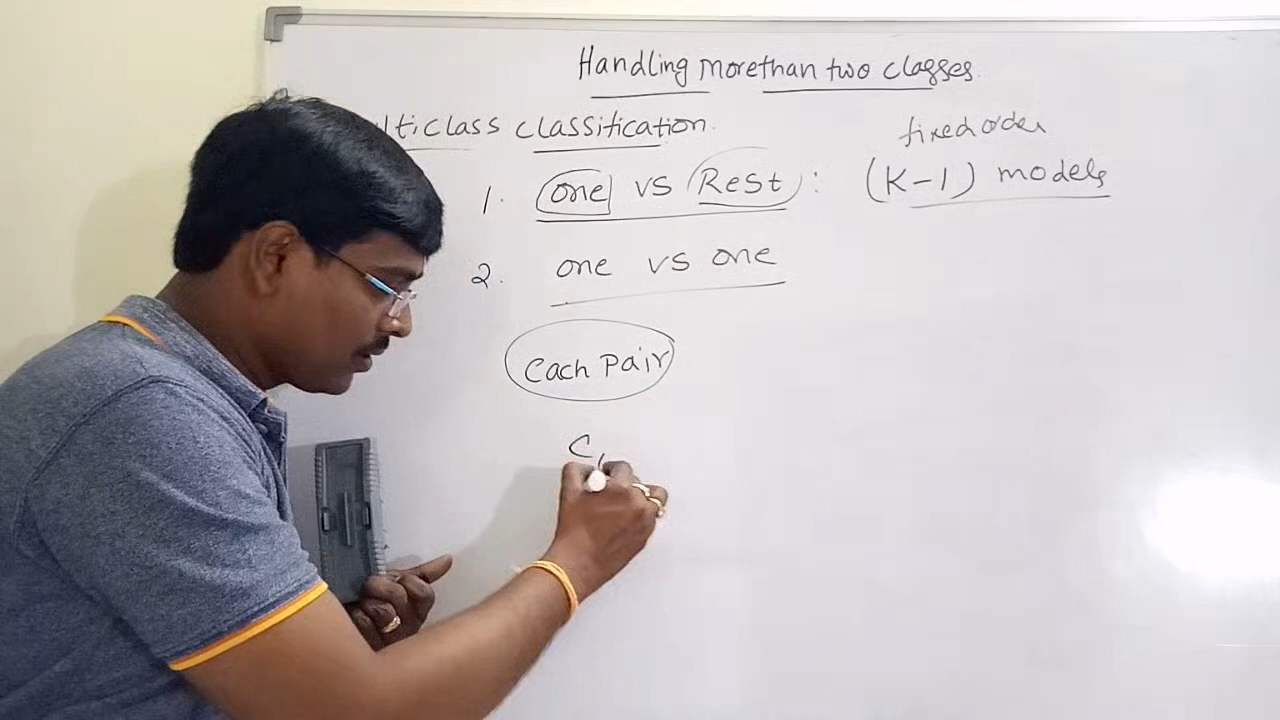 Handling morethan two classes.
lticlass classification.
fixed order
1. one vs Rest : (K-1) models
2. one vs one
each pair
C